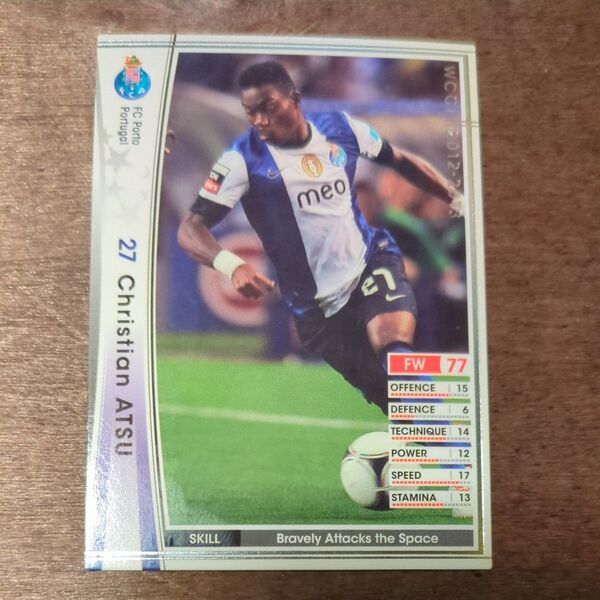 FC Porto
Portugal
27 Christian ATSU
WCCF 2012-2013
meo
27
FW 77
OFFENCE 15
DEFENCE 6
TECHNIQUE 14
POWER 12
SPEED 17
STAMINA 13
SKILL Bravely Attacks the Space